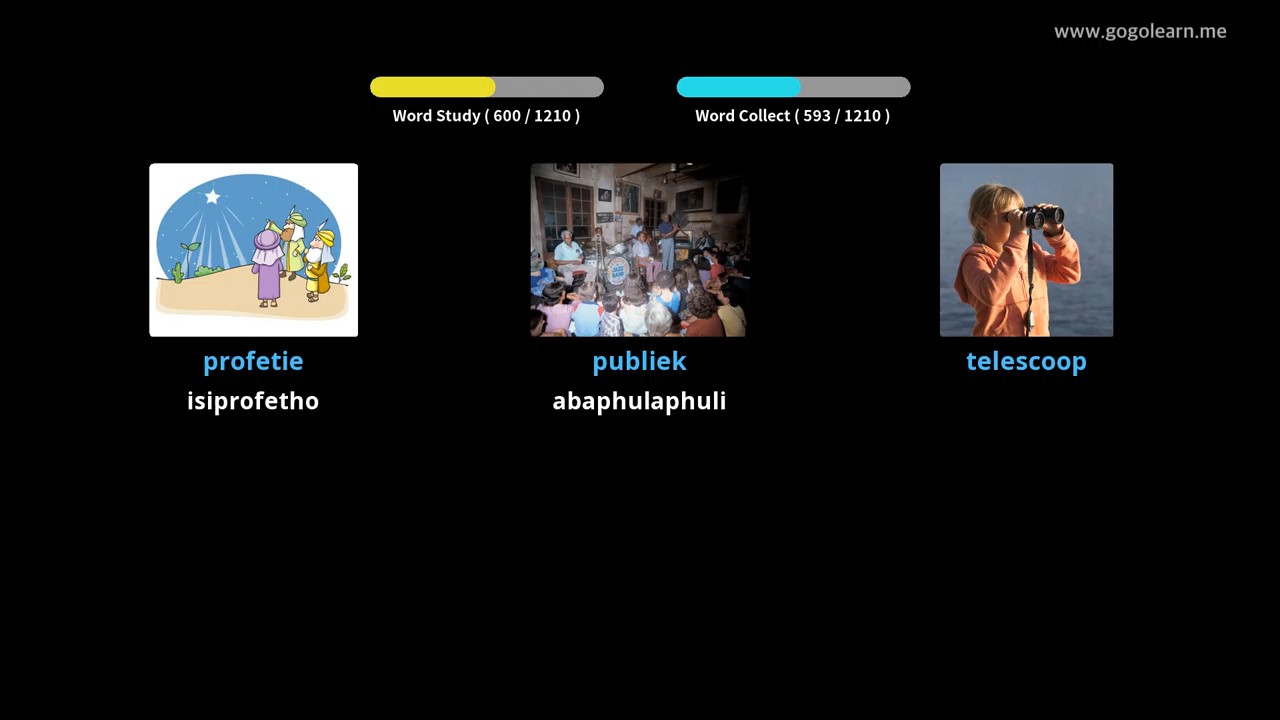 www.gogolearn.me
Word Study ( 600 / 1210 )
Word Collect ( 593 / 1210 )
profetie
publiek
telescoop
isiprofetho
abaphulaphuli